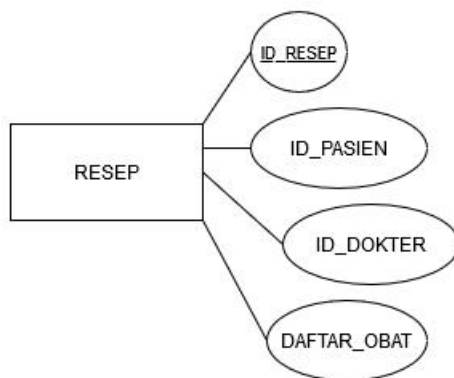 ID_RESEP
ID_PASIEN
RESEP
ID_DOKTER
DAFTAR_OBAT